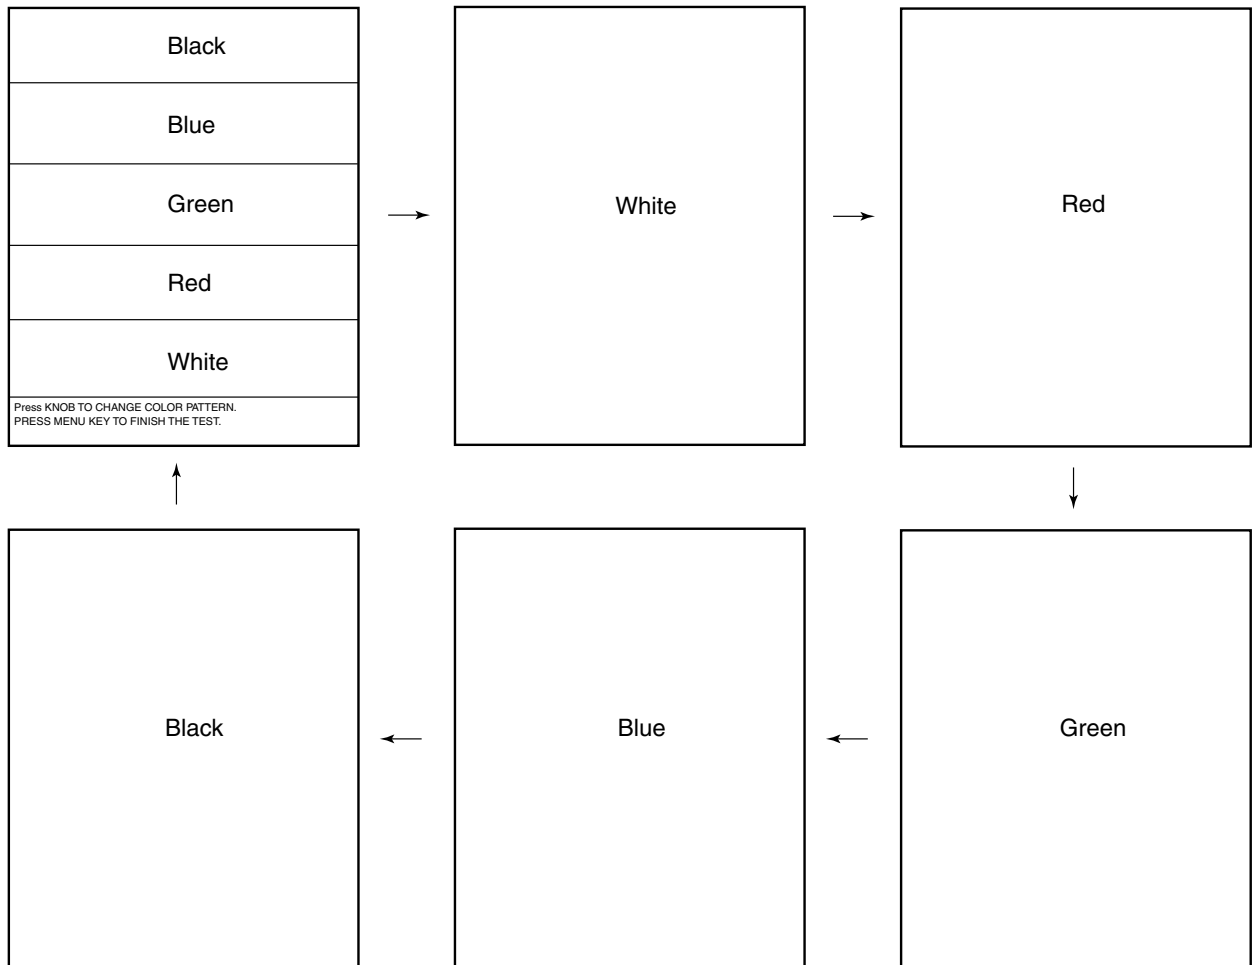 Black
Blue
Green
Red
White
Press KNOB TO CHANGE COLOR PATTERN.
PRESS MENU KEY TO FINISH THE TEST.
White
Red
Black
Blue
Green